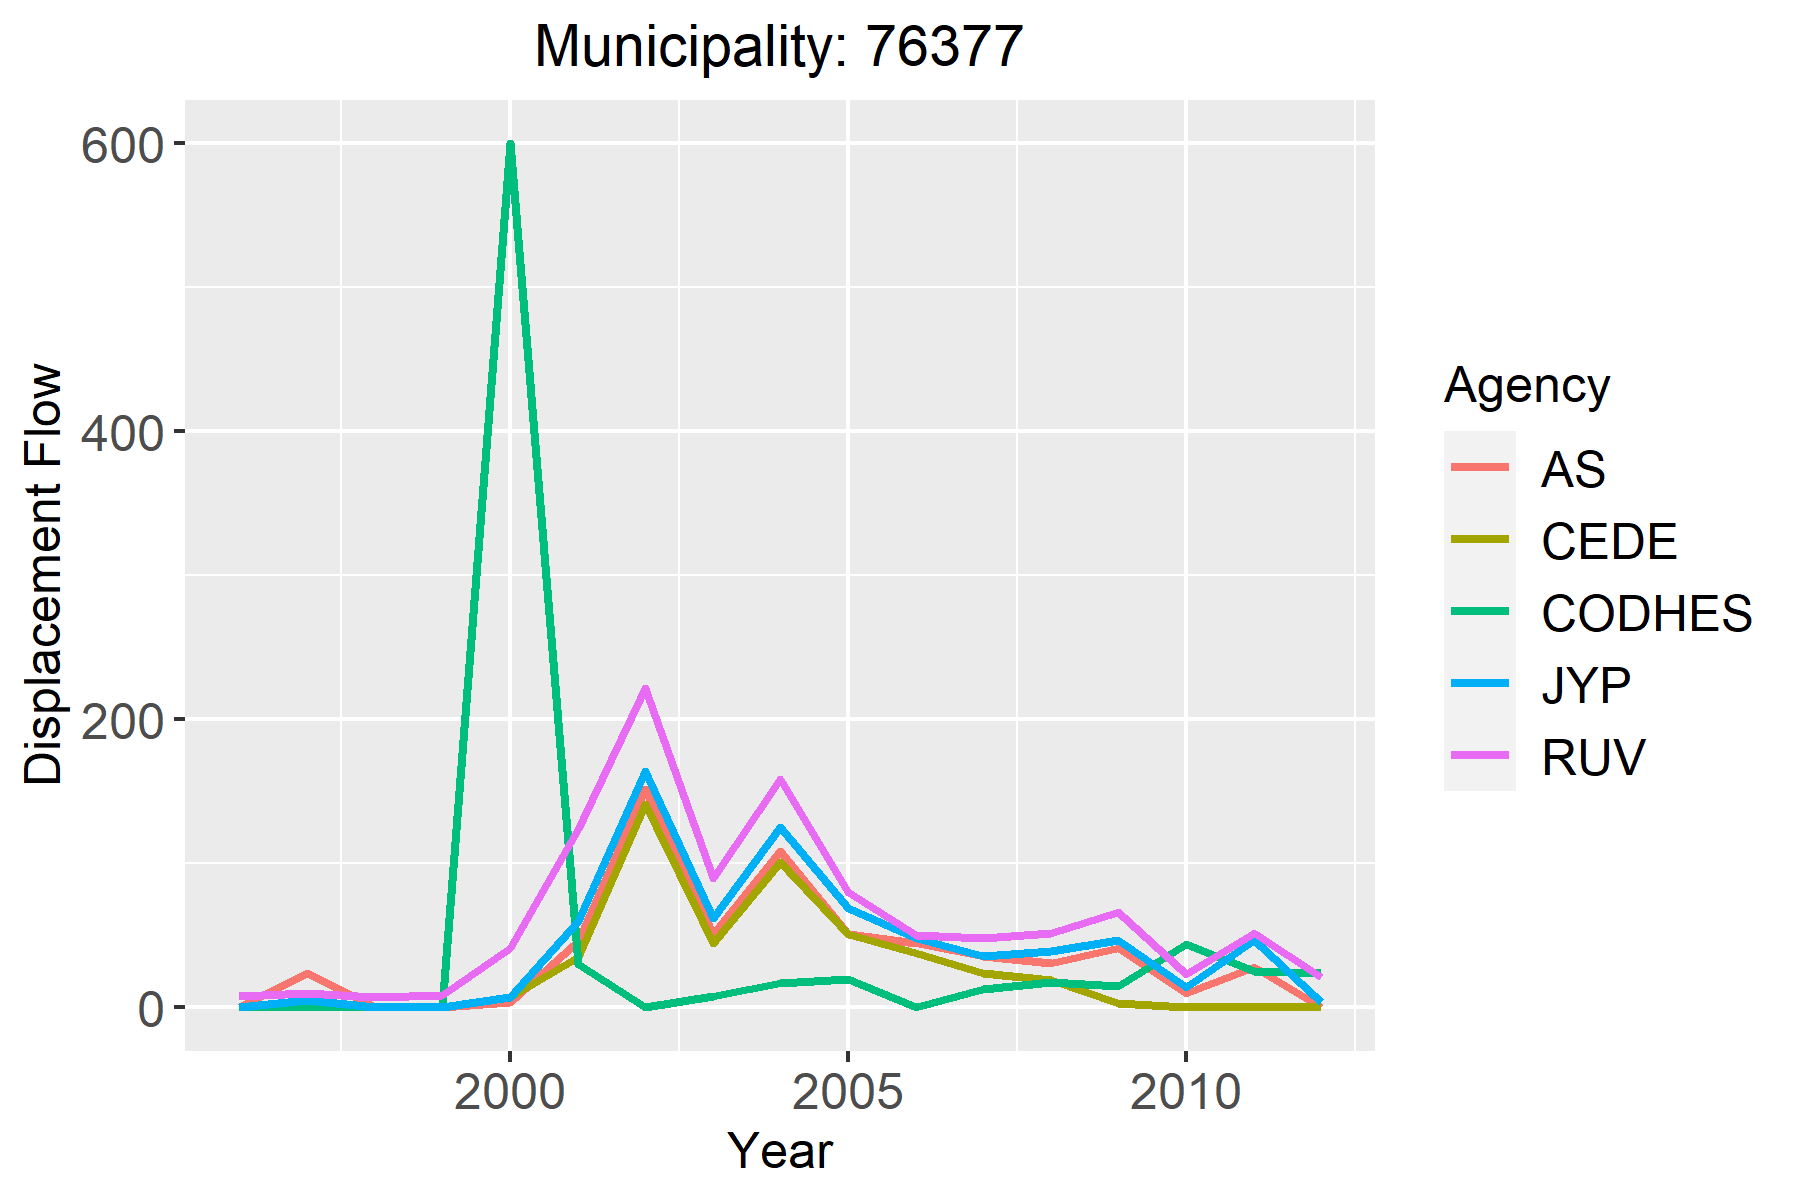 Municipality: 76377
Displacement Flow
600
400
200
0
2000 2005 2010
Year
Agency
AS
CEDE
CODHES
JYP
RUV